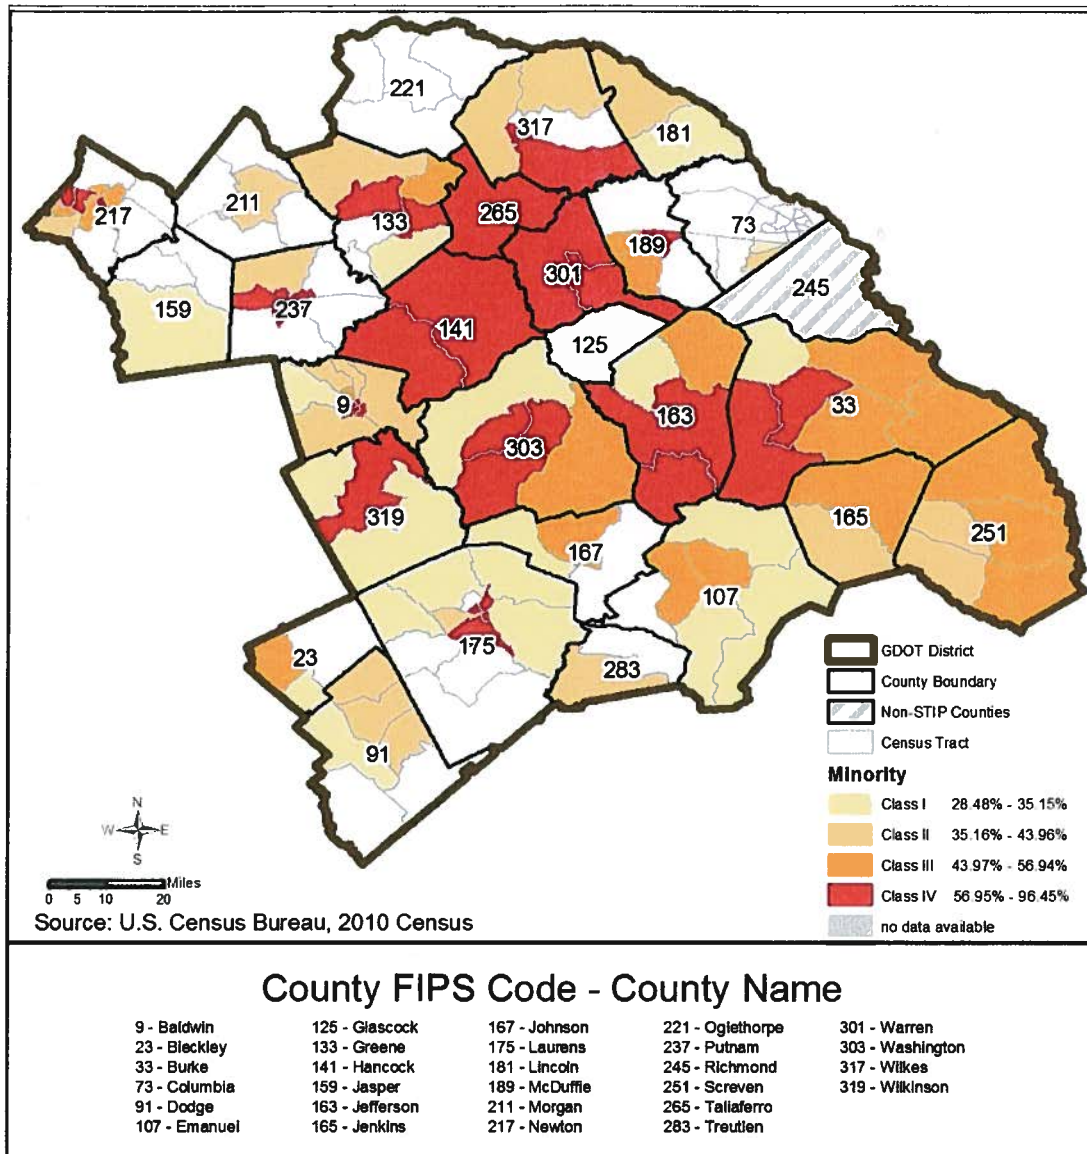 221
317
181
217
211
133
265
73
189
301
245
159
237
141
125
9
163
33
303
319
165
251
167
107
175
23
283
91
GDOT District
County Boundary
Non-STIP Counties
Census Tract
Minority
Class I 28.48% - 35.15%
Class II 35.16% - 43.96%
Class III 43.97% - 56.94%
Class IV 56.95% - 96.45%
no data available
N
W E
S
Miles
0 5 10 20
Source: U.S. Census Bureau, 2010 Census
County FIPS Code - County Name
9 - Baldwin
23 - Bleckley
33 - Burke
73 - Columbia
91 - Dodge
107 - Emanuel
125 - Glascock
133 - Greene
141 - Hancock
159 - Jasper
163 - Jefferson
165 - Jenkins
167 - Johnson
175 - Laurens
181 - Lincoln
189 - McDuffie
211 - Morgan
217 - Newton
221 - Oglethorpe
237 - Putnam
245 - Richmond
251 - Screven
265 - Taliaferro
283 - Treutlen
301 - Warren
303 - Washington
317 - Wilkes
319 - Wilkinson